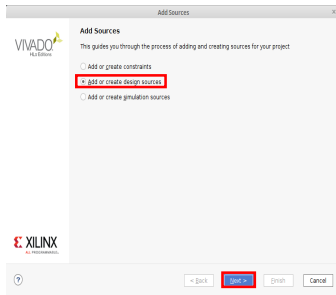 Add Sources
×
VIVADO
HLx Editions
Add Sources
This guides you through the process of adding and creating sources for your project
Add or create constraints
Add or create design sources
Add or create simulation sources
XILINX
ALL PROGRAMMABLE
?
< Back
Next >
Finish
Cancel